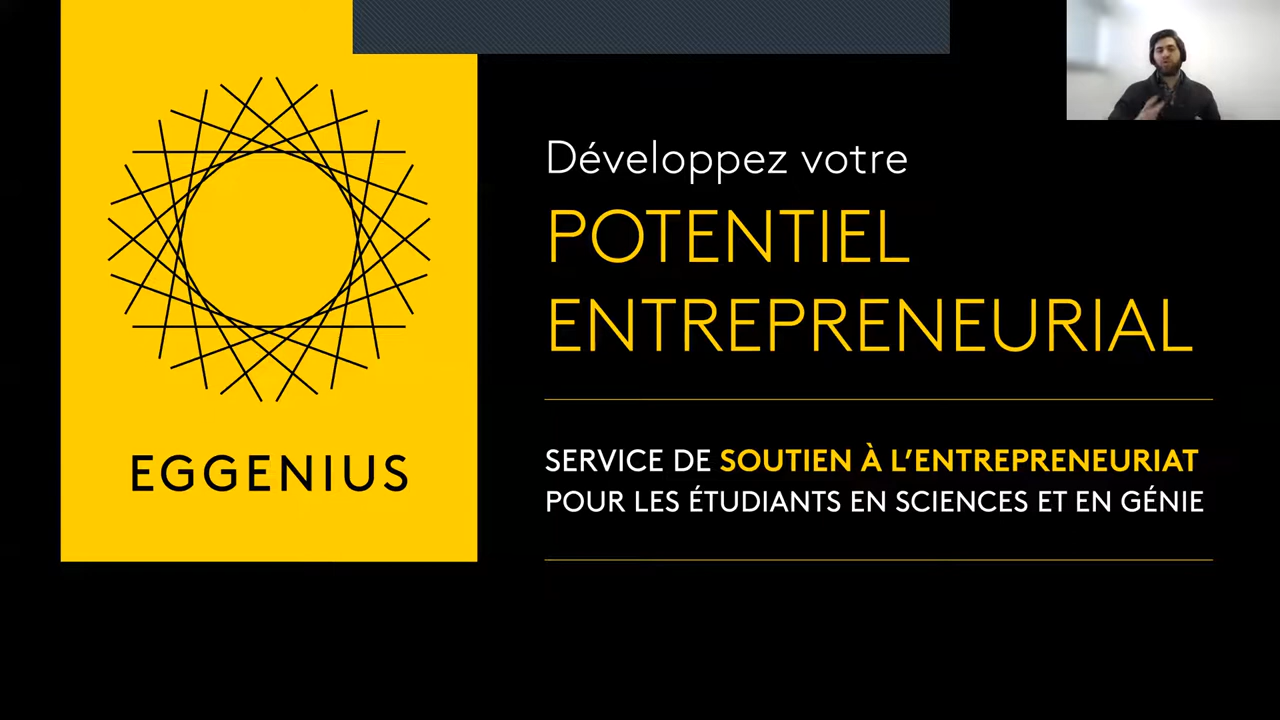 EGGENIUS
Développez votre
POTENTIEL
ENTREPRENEURIAL
SERVICE DE SOUTIEN À L'ENTREPRENEURIAT
POUR LES ÉTUDIANTS EN SCIENCES ET EN GÉNIE